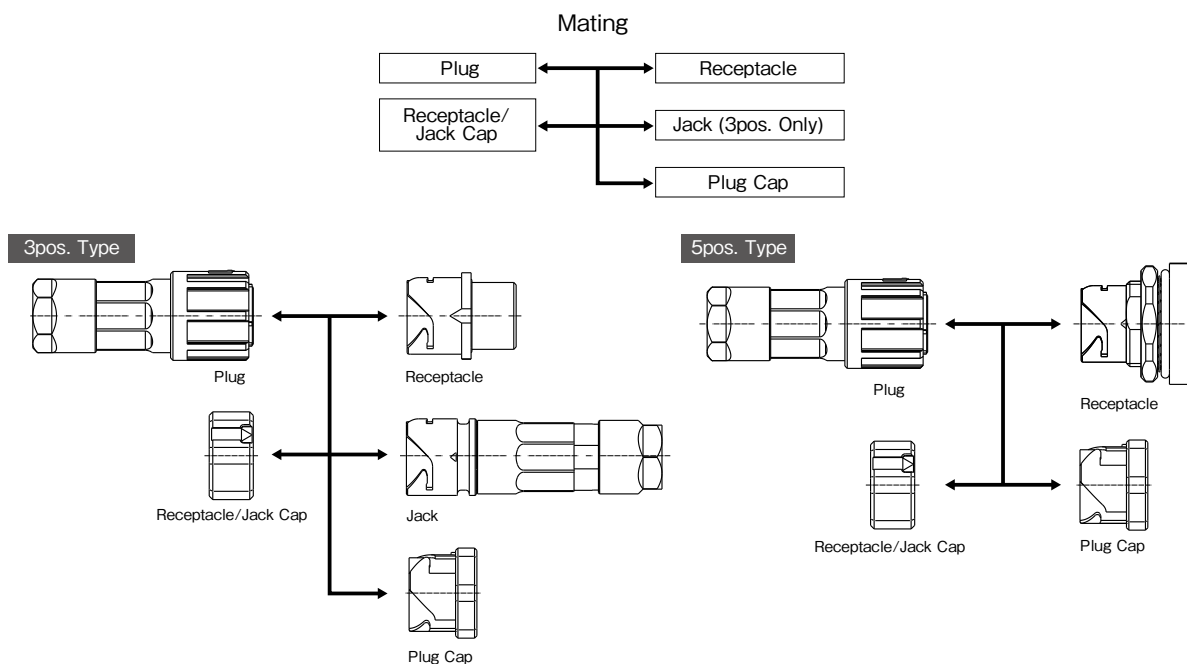 Mating
Plug
Receptacle
Receptacle/
Jack Cap
Jack (3pos. Only)
Plug Cap
3pos. Type
Plug
Receptacle
Receptacle/Jack Cap
Jack
Plug Cap
5pos. Type
Plug
Receptacle
Receptacle/Jack Cap
Plug Cap